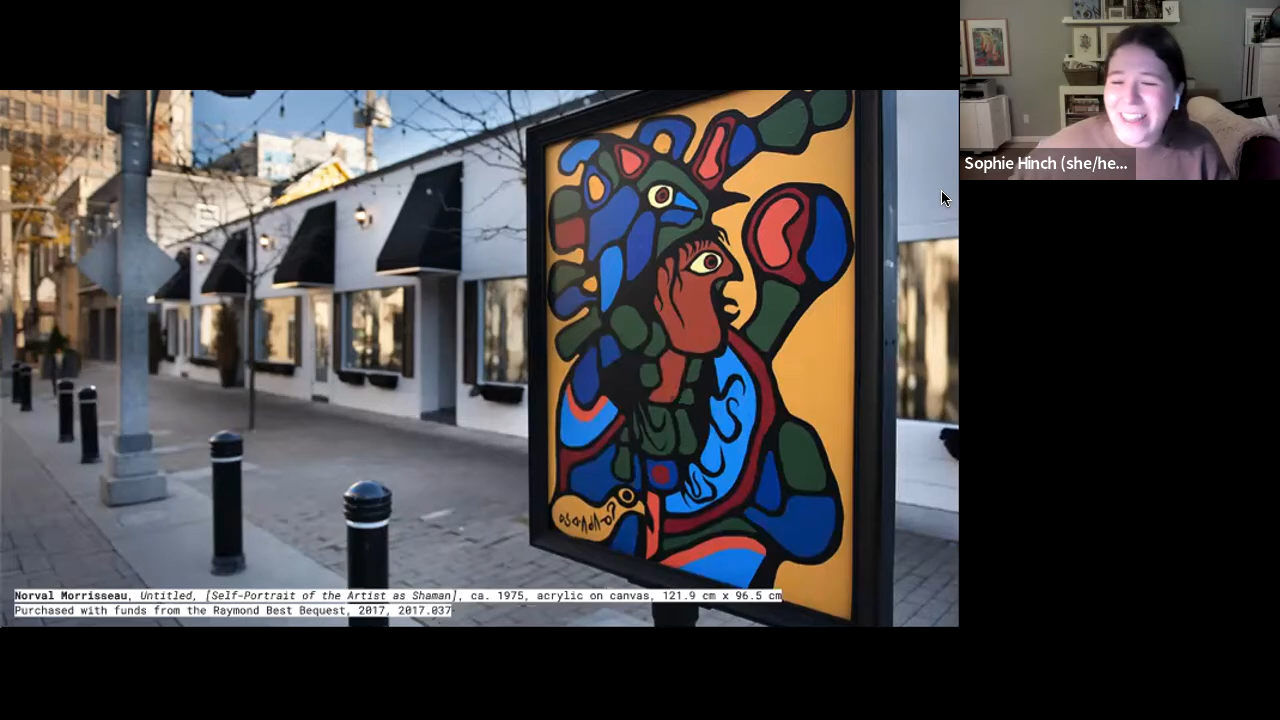 Sophie Hinch (she/he...
Norval Morrisseau, Untitled, [Self-Portrait of the Artist as Shaman], ca. 1975, acrylic on canvas, 121.9 cm x 96.5 cm
Purchased with funds from the Raymond Best Bequest, 2017, 2017.037